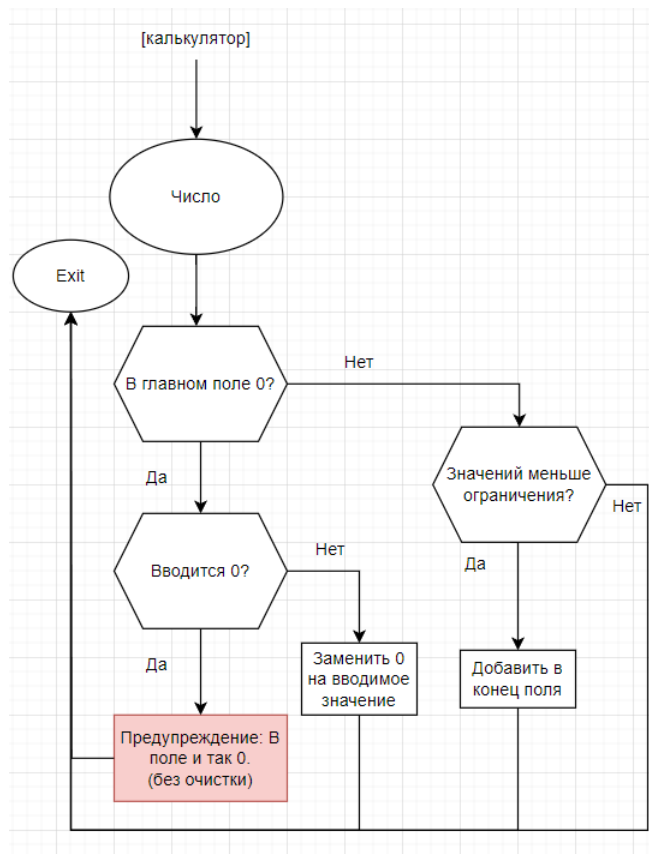 [калькулятор]
Число
Exit
В главном поле 0?
Нет
Значений меньше
ограничения?
Нет
Да
Вводится 0?
Нет
Да
Да
Заменить 0
на вводимое
значение
Добавить в
конец поля
Предупреждение: В
поле и так 0.
(без очистки)